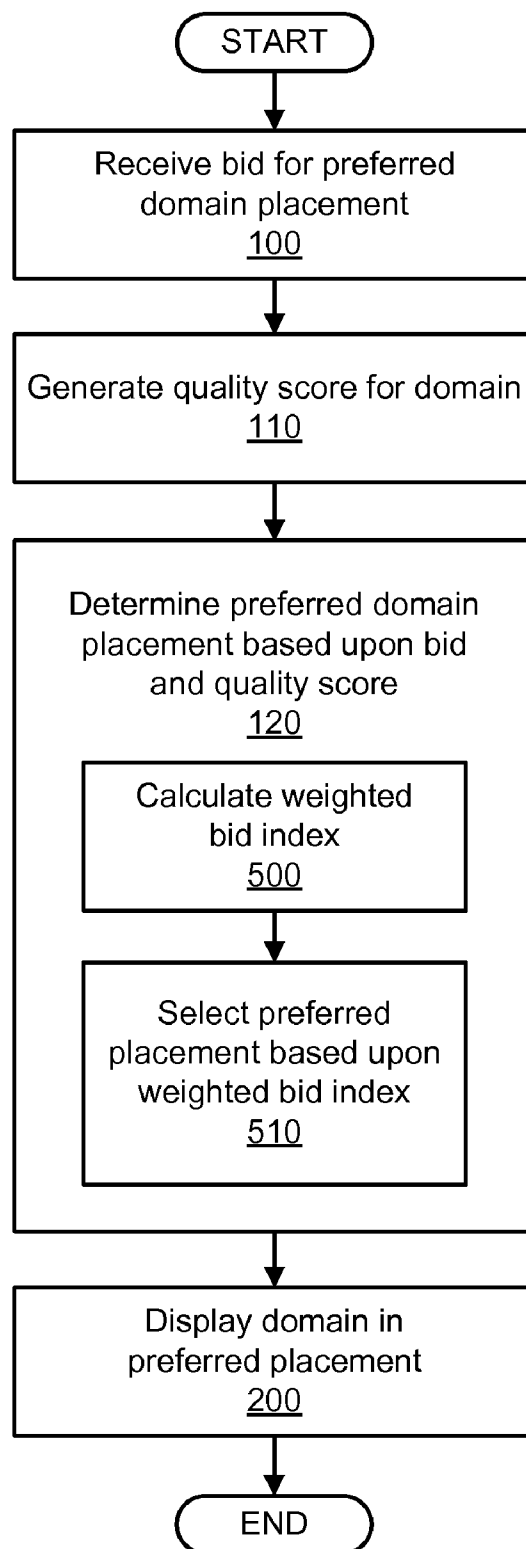 START
Receive bid for preferred
domain placement
100
Generate quality score for domain
110
Determine preferred domain
placement based upon bid
and quality score
120
Calculate weighted
bid index
500
Select preferred
placement based upon
weighted bid index
510
Display domain in
preferred placement
200
END